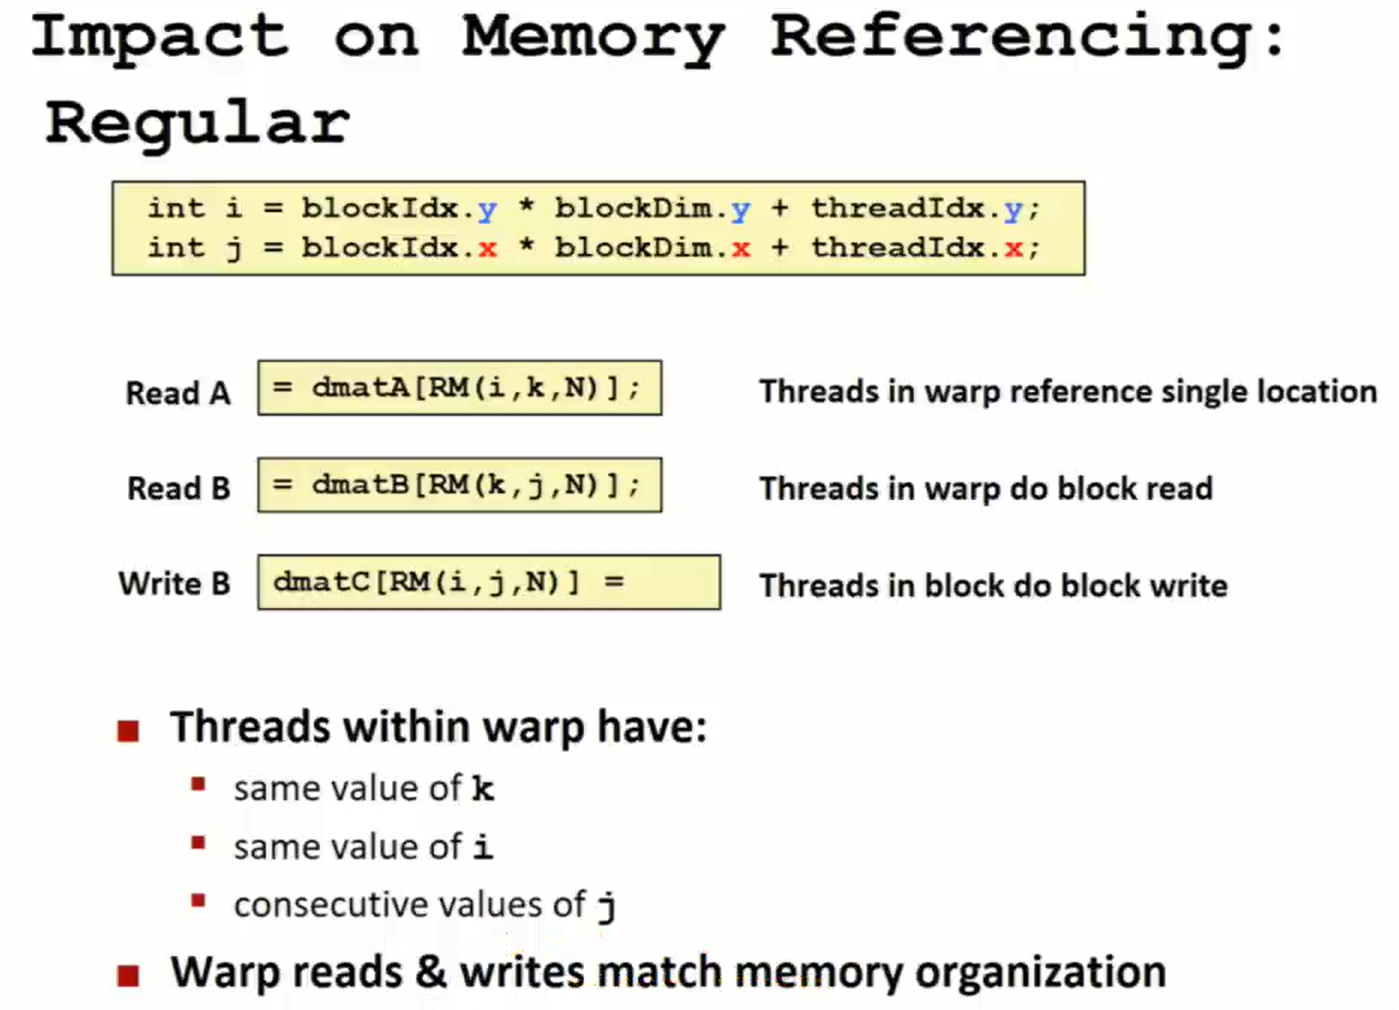 Impact on Memory Referencing:
Regular
int i = blockIdx.y * blockDim.y + threadIdx.y;
int j = blockIdx.x * blockDim.x + threadIdx.x;
Read A = dmatA[RM(i,k,N)]; Threads in warp reference single location
Read B = dmatB[RM(k,j,N)]; Threads in warp do block read
Write B dmatC[RM(i,j,N)] = Threads in block do block write
Threads within warp have:
same value of k
same value of i
consecutive values of j
Warp reads & writes match memory organization